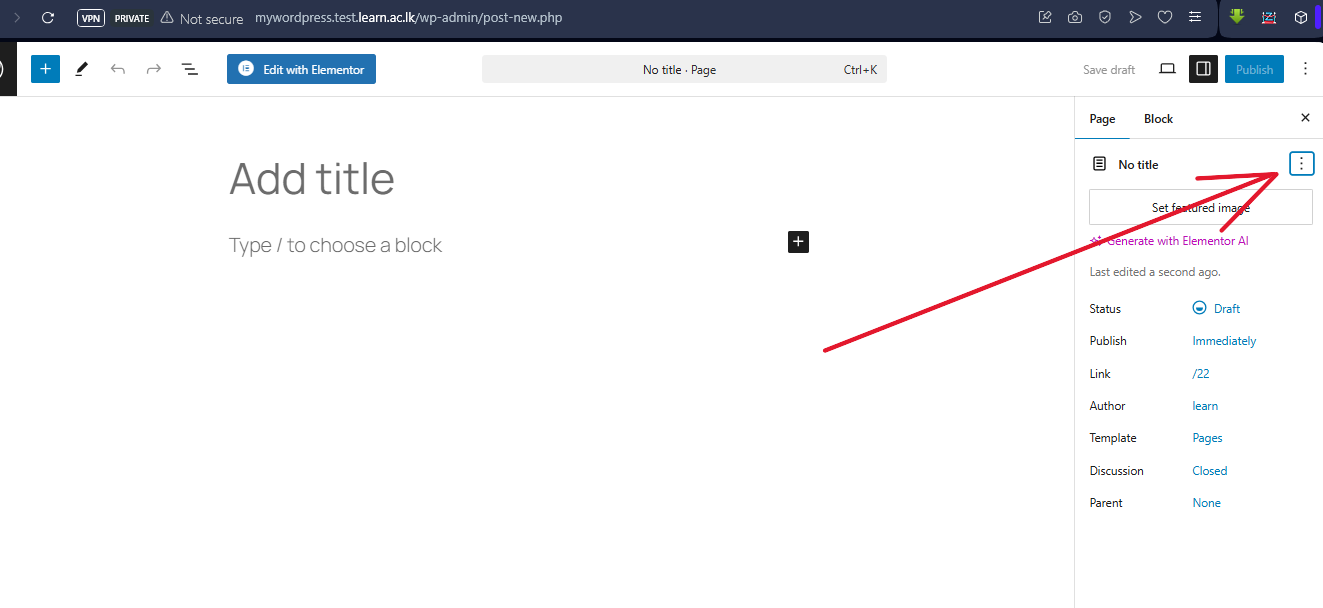 VPN PRIVATE Not secure mywordpress.test.learn.ac.lk/wp-admin/post-new.php
Edit with Elementor No title · Page Ctrl+K Save draft Publish
Page Block
No title
Set featured image
Generate with Elementor AI
Last edited a second ago.
Status Draft
Publish Immediately
Link /22
Author learn
Template Pages
Discussion Closed
Parent None
Add title
Type / to choose a block